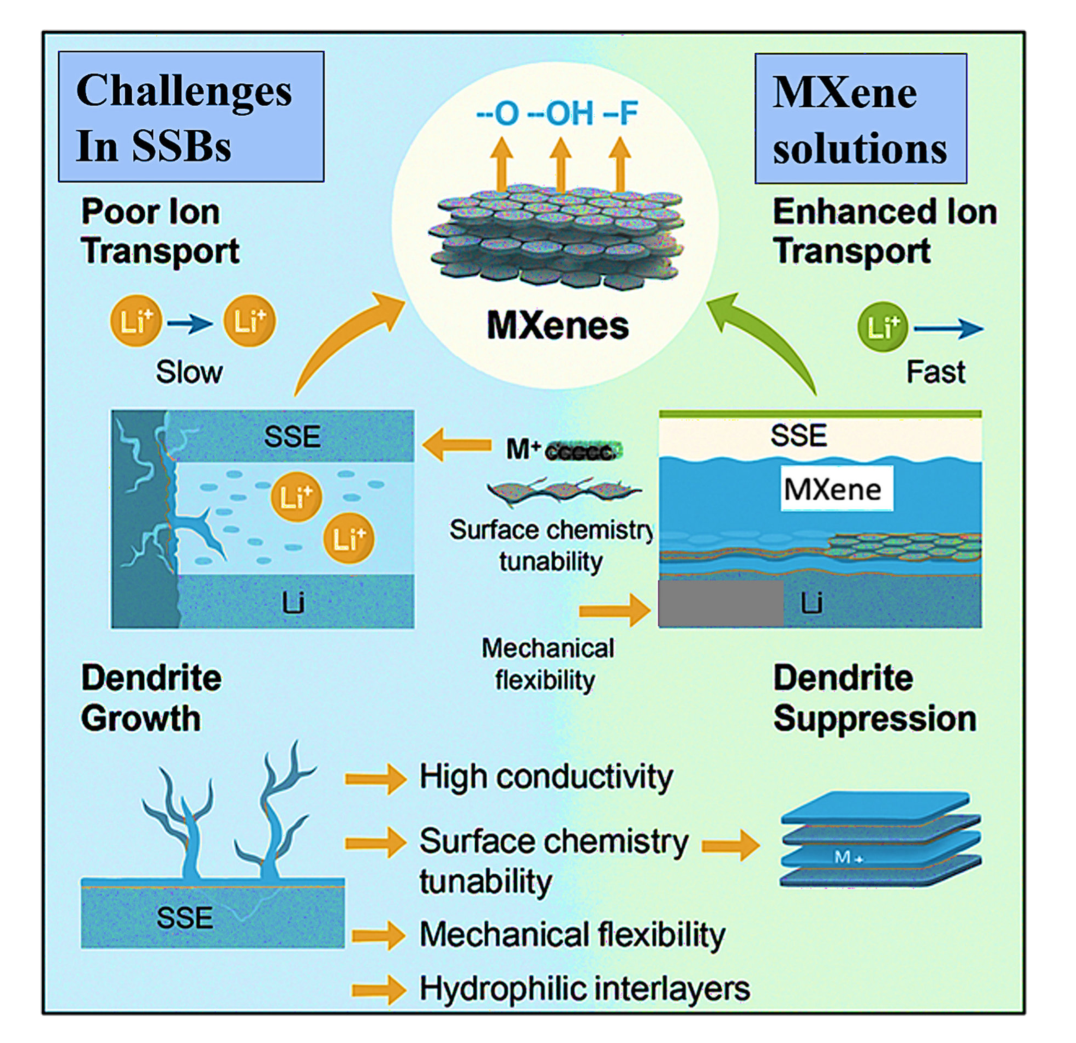 Challenges
In SSBs
MXene
solutions
--O --OH –F
MXenes
Poor Ion
Transport
Li⁺
Li⁺
Slow
Enhanced Ion
Transport
Li⁺
Fast
SSE
Li⁺
Li⁺
Li
M⁺
Surface chemistry
tunability
Mechanical
flexibility
SSE
MXene
Li
Dendrite
Growth
Dendrite
Suppression
SSE
High conductivity
Surface chemistry
tunability
Mechanical flexibility
Hydrophilic interlayers
M +